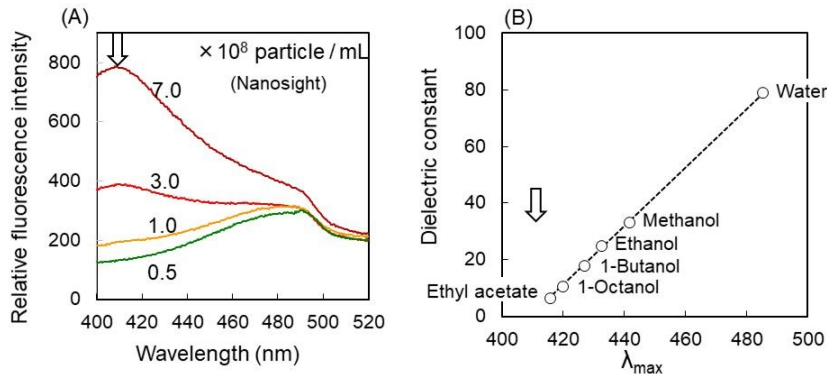 (A)
× 10⁸ particle / mL
(Nanosight)
800
600
400
200
0
7.0
3.0
1.0
0.5
400 420 440 460 480 500 520
Relative fluorescence intensity
Wavelength (nm)
(B)
100
80
60
40
20
0
Water
Methanol
Ethanol
1-Butanol
1-Octanol
Ethyl acetate
400 420 440 460 480 500
Dielectric constant
λmax